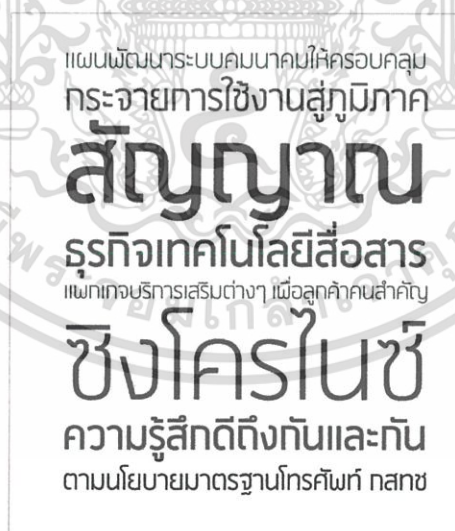 แผนพัฒนาระบบคมนาคมให้ครอบคลุม
กระจายการใช้งานสู่ภูมิภาค
สัญญาณ
ธุรกิจเทคโนโลยีสื่อสาร
แพกเกจบริการเสริมต่างๆ เพื่อลูกค้าคนสำคัญ
ซิงโครไนซ์
ความรู้สึกดีถึงกันและกัน
ตามนโยบายมาตรฐานโทรศัพท์ กสทช